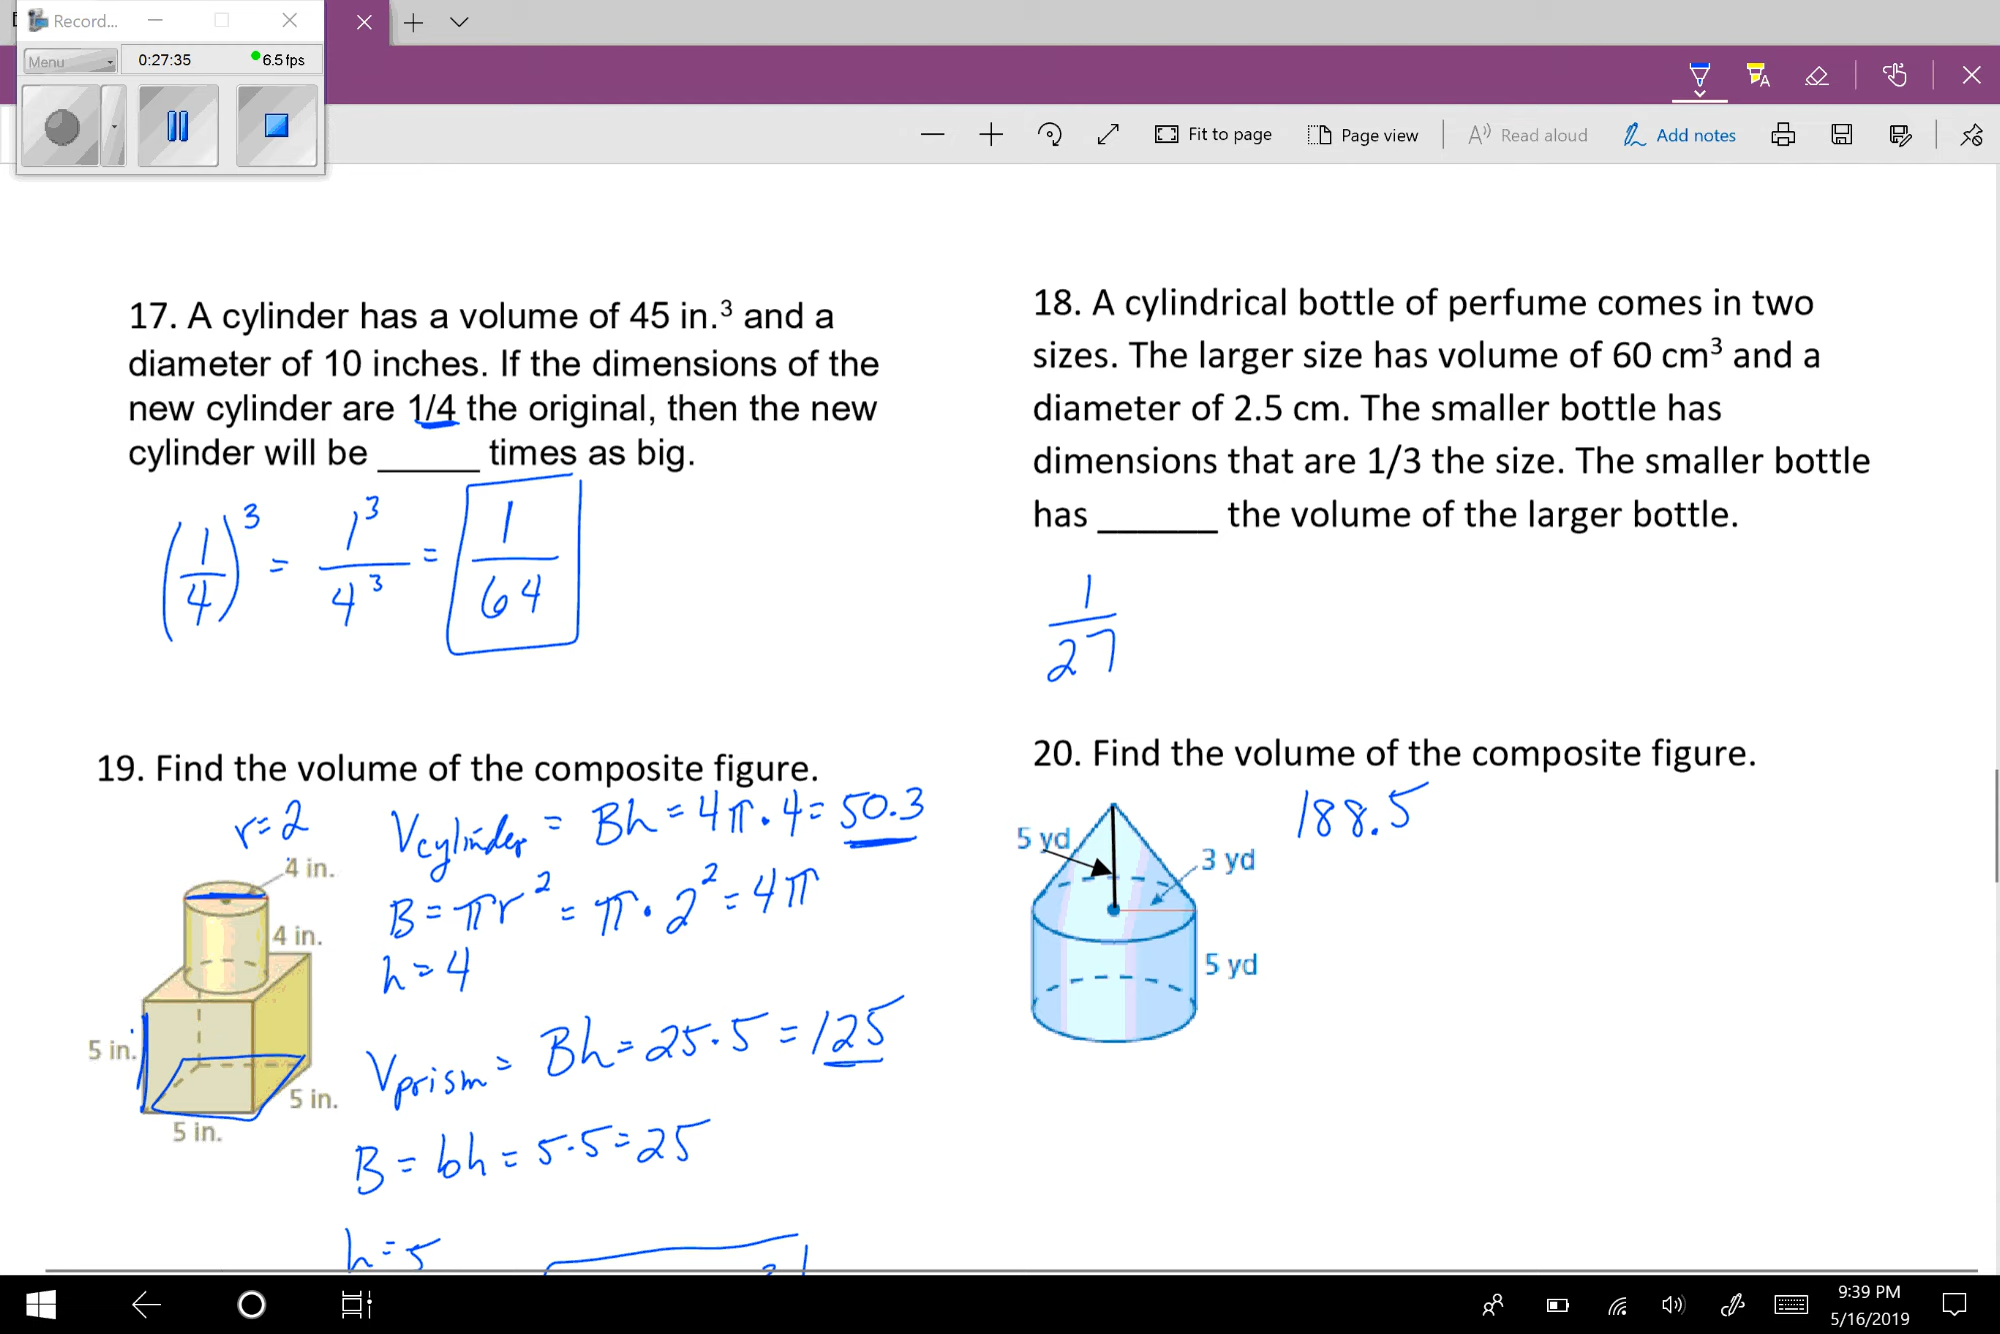 Record...
Menu
0:27:35
6.5 fps
Fit to page
Page view
Read aloud
Add notes
17. A cylinder has a volume of 45 in.³ and a
diameter of 10 inches. If the dimensions of the
new cylinder are 1/4 the original, then the new
cylinder will be ______ times as big.
(1/4)³ = 1³/4³ = 1/64
18. A cylindrical bottle of perfume comes in two
sizes. The larger size has volume of 60 cm³ and a
diameter of 2.5 cm. The smaller bottle has
dimensions that are 1/3 the size. The smaller bottle
has ______ the volume of the larger bottle.
1/27
19. Find the volume of the composite figure.
r=2
Vcylinder = Bh = 4π·4 = 50.3
B = πr² = π·2² = 4π
h = 4
Vprism = Bh = 25·5 = 125
B = bh = 5·5 = 25
h = 5
4 in.
4 in.
5 in.
5 in.
5 in.
20. Find the volume of the composite figure.
188.5
5 yd
3 yd
5 yd
9:39 PM
5/16/2019